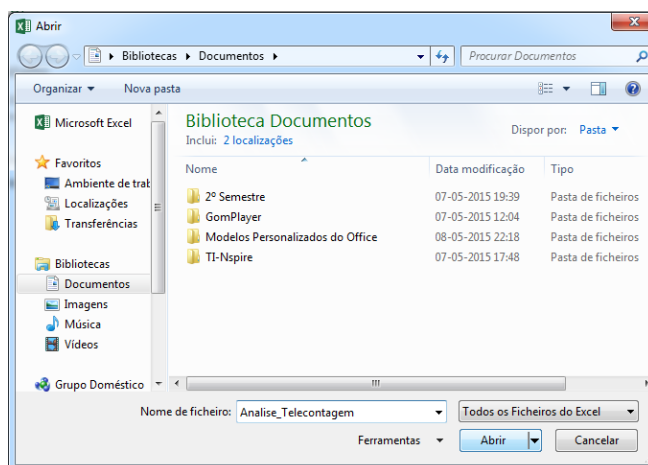 Abrir
Bibliotecas Documentos Procurar Documentos
Organizar Nova pasta
Microsoft Excel
Favoritos
Ambiente de trab
Localizações
Transferências
Bibliotecas
Documentos
Imagens
Música
Vídeos
Grupo Doméstico
Biblioteca Documentos
Inclui: 2 localizações
Dispor por: Pasta
Nome Data modificação Tipo
2º Semestre 07-05-2015 19:39 Pasta de ficheiros
GomPlayer 07-05-2015 12:04 Pasta de ficheiros
Modelos Personalizados do Office 08-05-2015 22:18 Pasta de ficheiros
TI-Nspire 07-05-2015 17:48 Pasta de ficheiros
Nome de ficheiro: Analise_Telecontagem Todos os Ficheiros do Excel
Ferramentas Abrir Cancelar